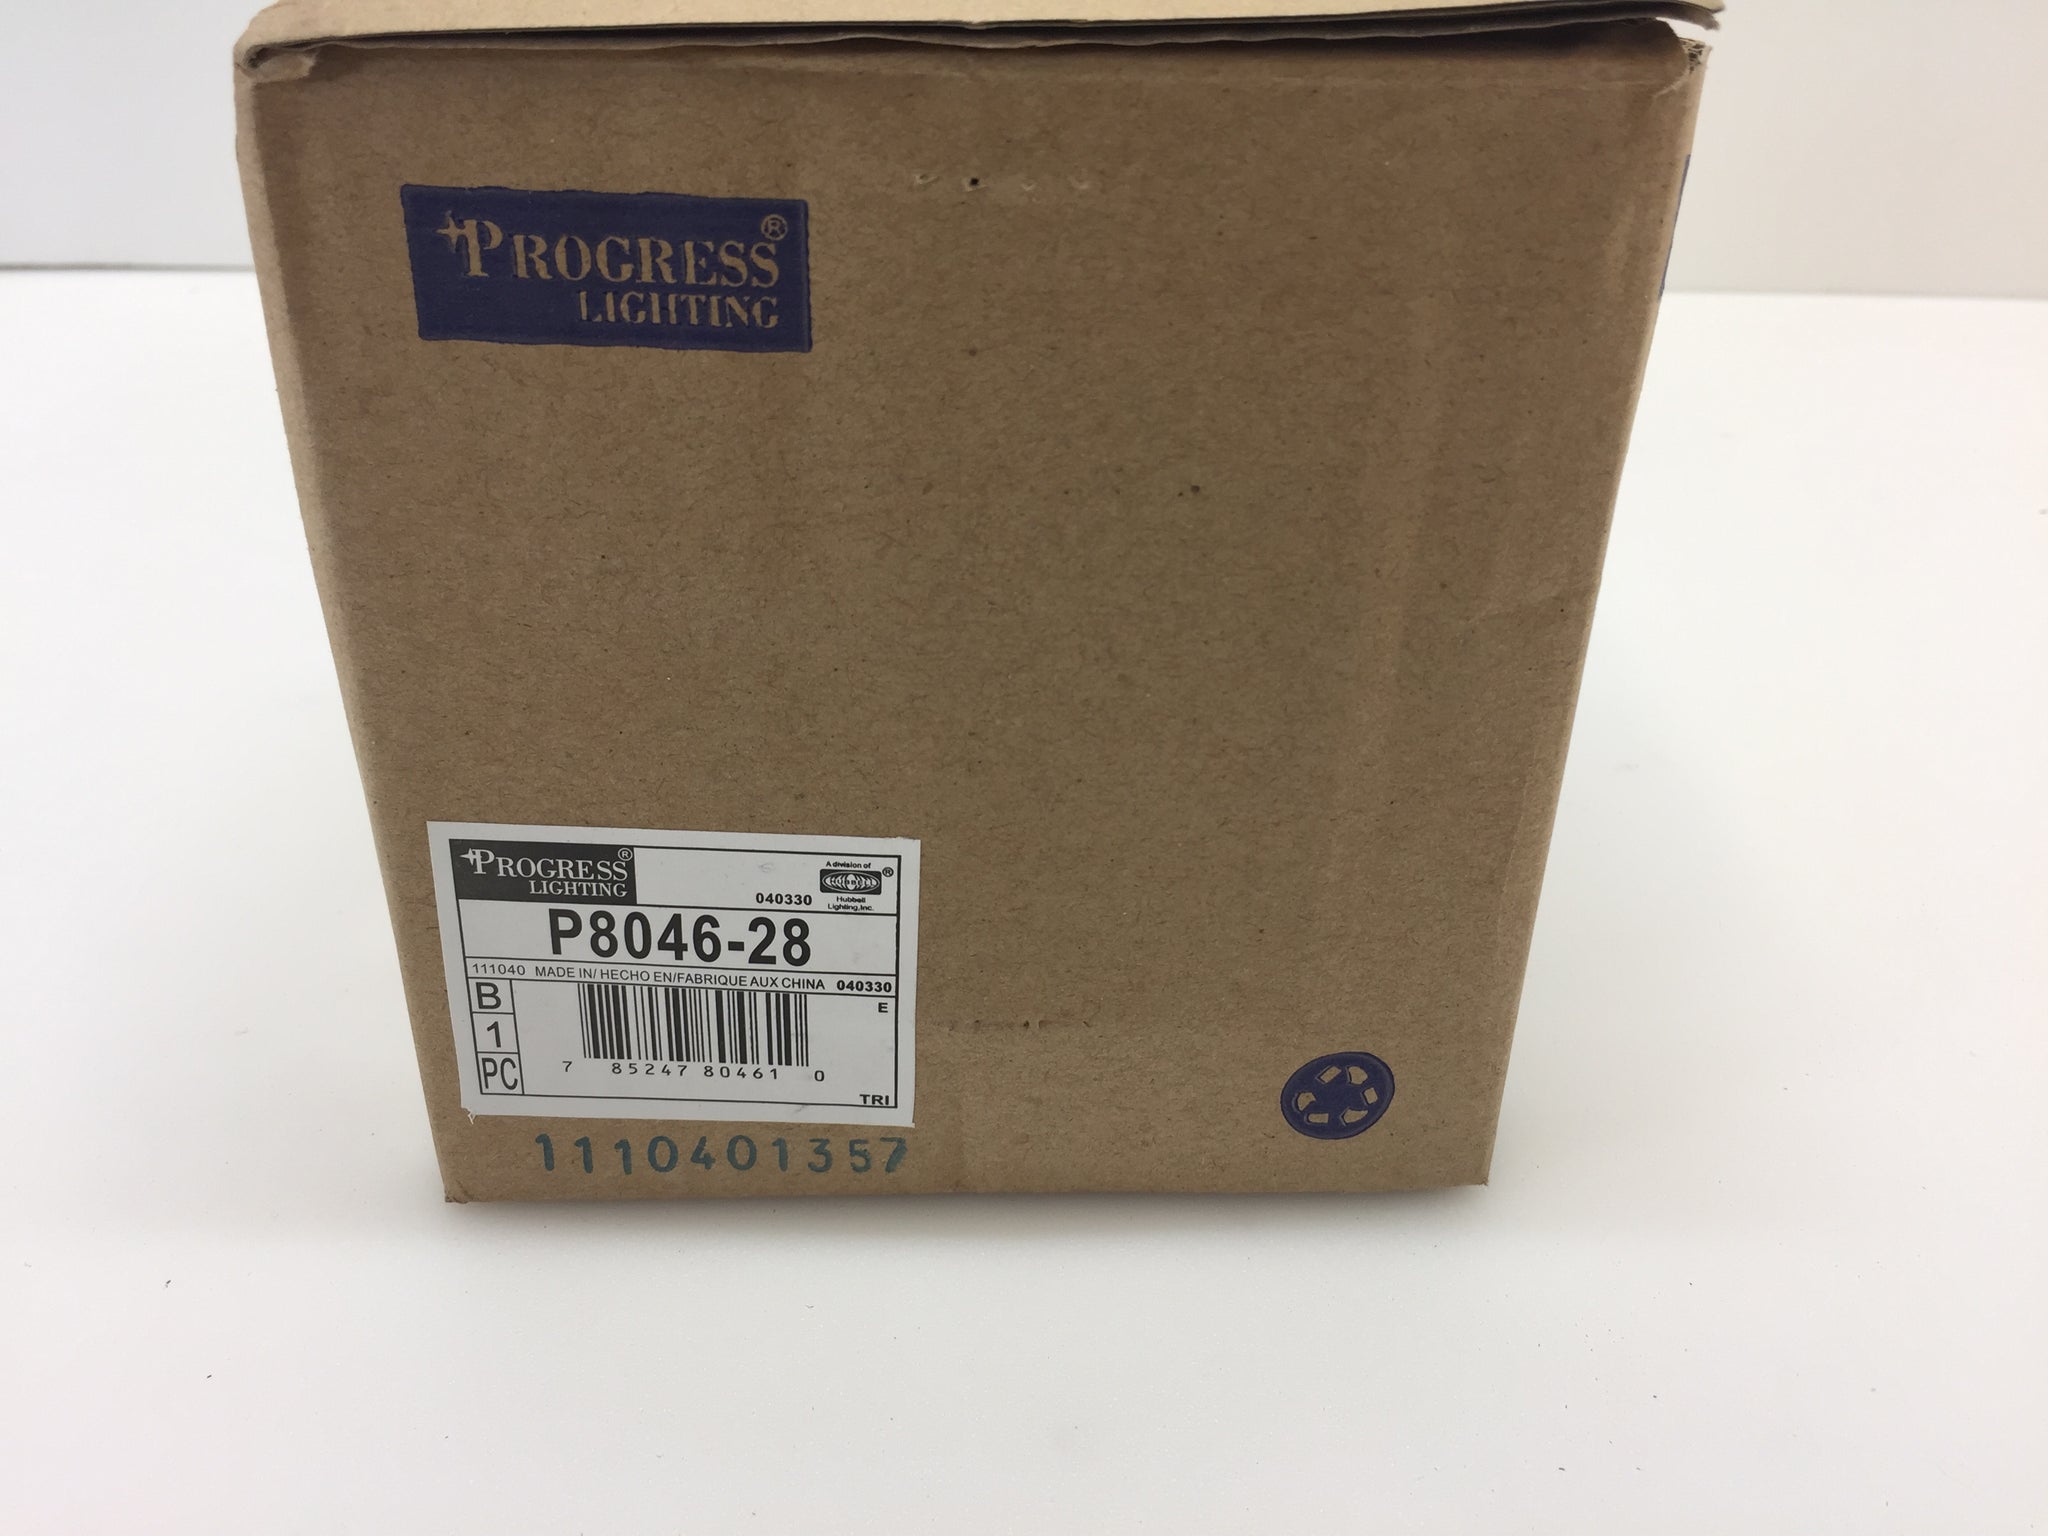 PROGRESS®
LIGHTING
PROGRESS®
LIGHTING
A division of
HUBBELL®
Hubbell
Lighting, Inc.
040330
P8046-28
111040 MADE IN/ HECHO EN/FABRIQUE AUX CHINA 040330
B
E
1
PC
7 85247 80461 0
TRI
1110401357